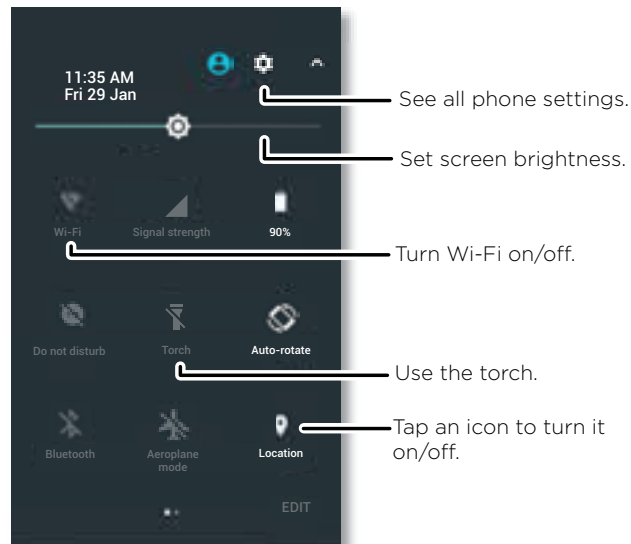 11:35 AM
Fri 29 Jan
See all phone settings.
Set screen brightness.
Wi-Fi
Signal strength
90%
Turn Wi-Fi on/off.
Do not disturb
Torch
Auto-rotate
Use the torch.
Tap an icon to turn it
on/off.
Bluetooth
Aeroplane
mode
Location
EDIT